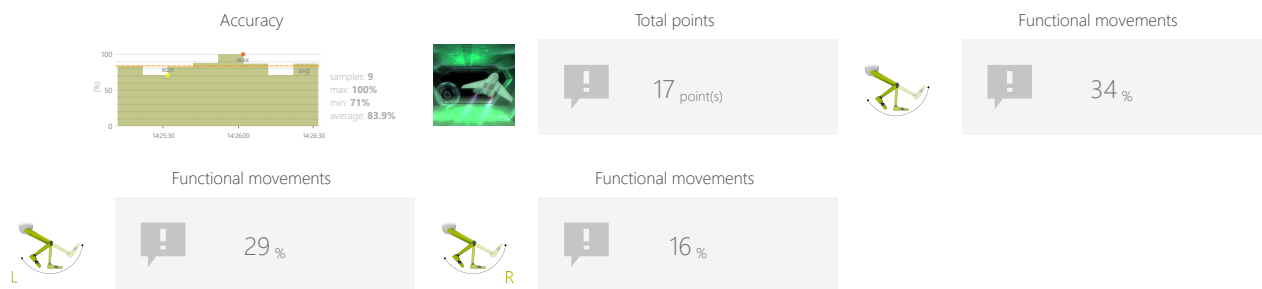 Accuracy
Total points
Functional movements
100
50
0
[%]
min
max
avg
14:25:30
14:26:00
14:26:30
samples: 9
max: 100%
min: 71%
average: 83.9%
17 point(s)
34 %
Functional movements
Functional movements
29 %
16 %
L
R